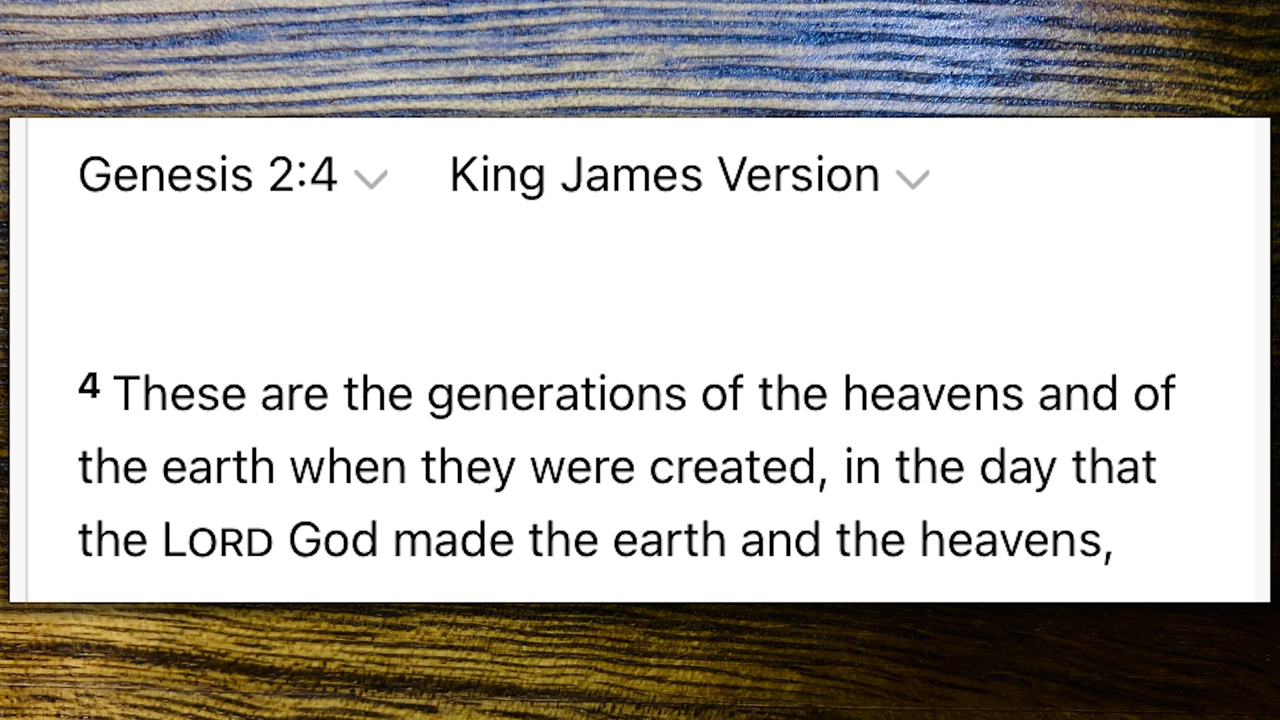 Genesis 2:4 King James Version
4 These are the generations of the heavens and of
the earth when they were created, in the day that
the LORD God made the earth and the heavens,